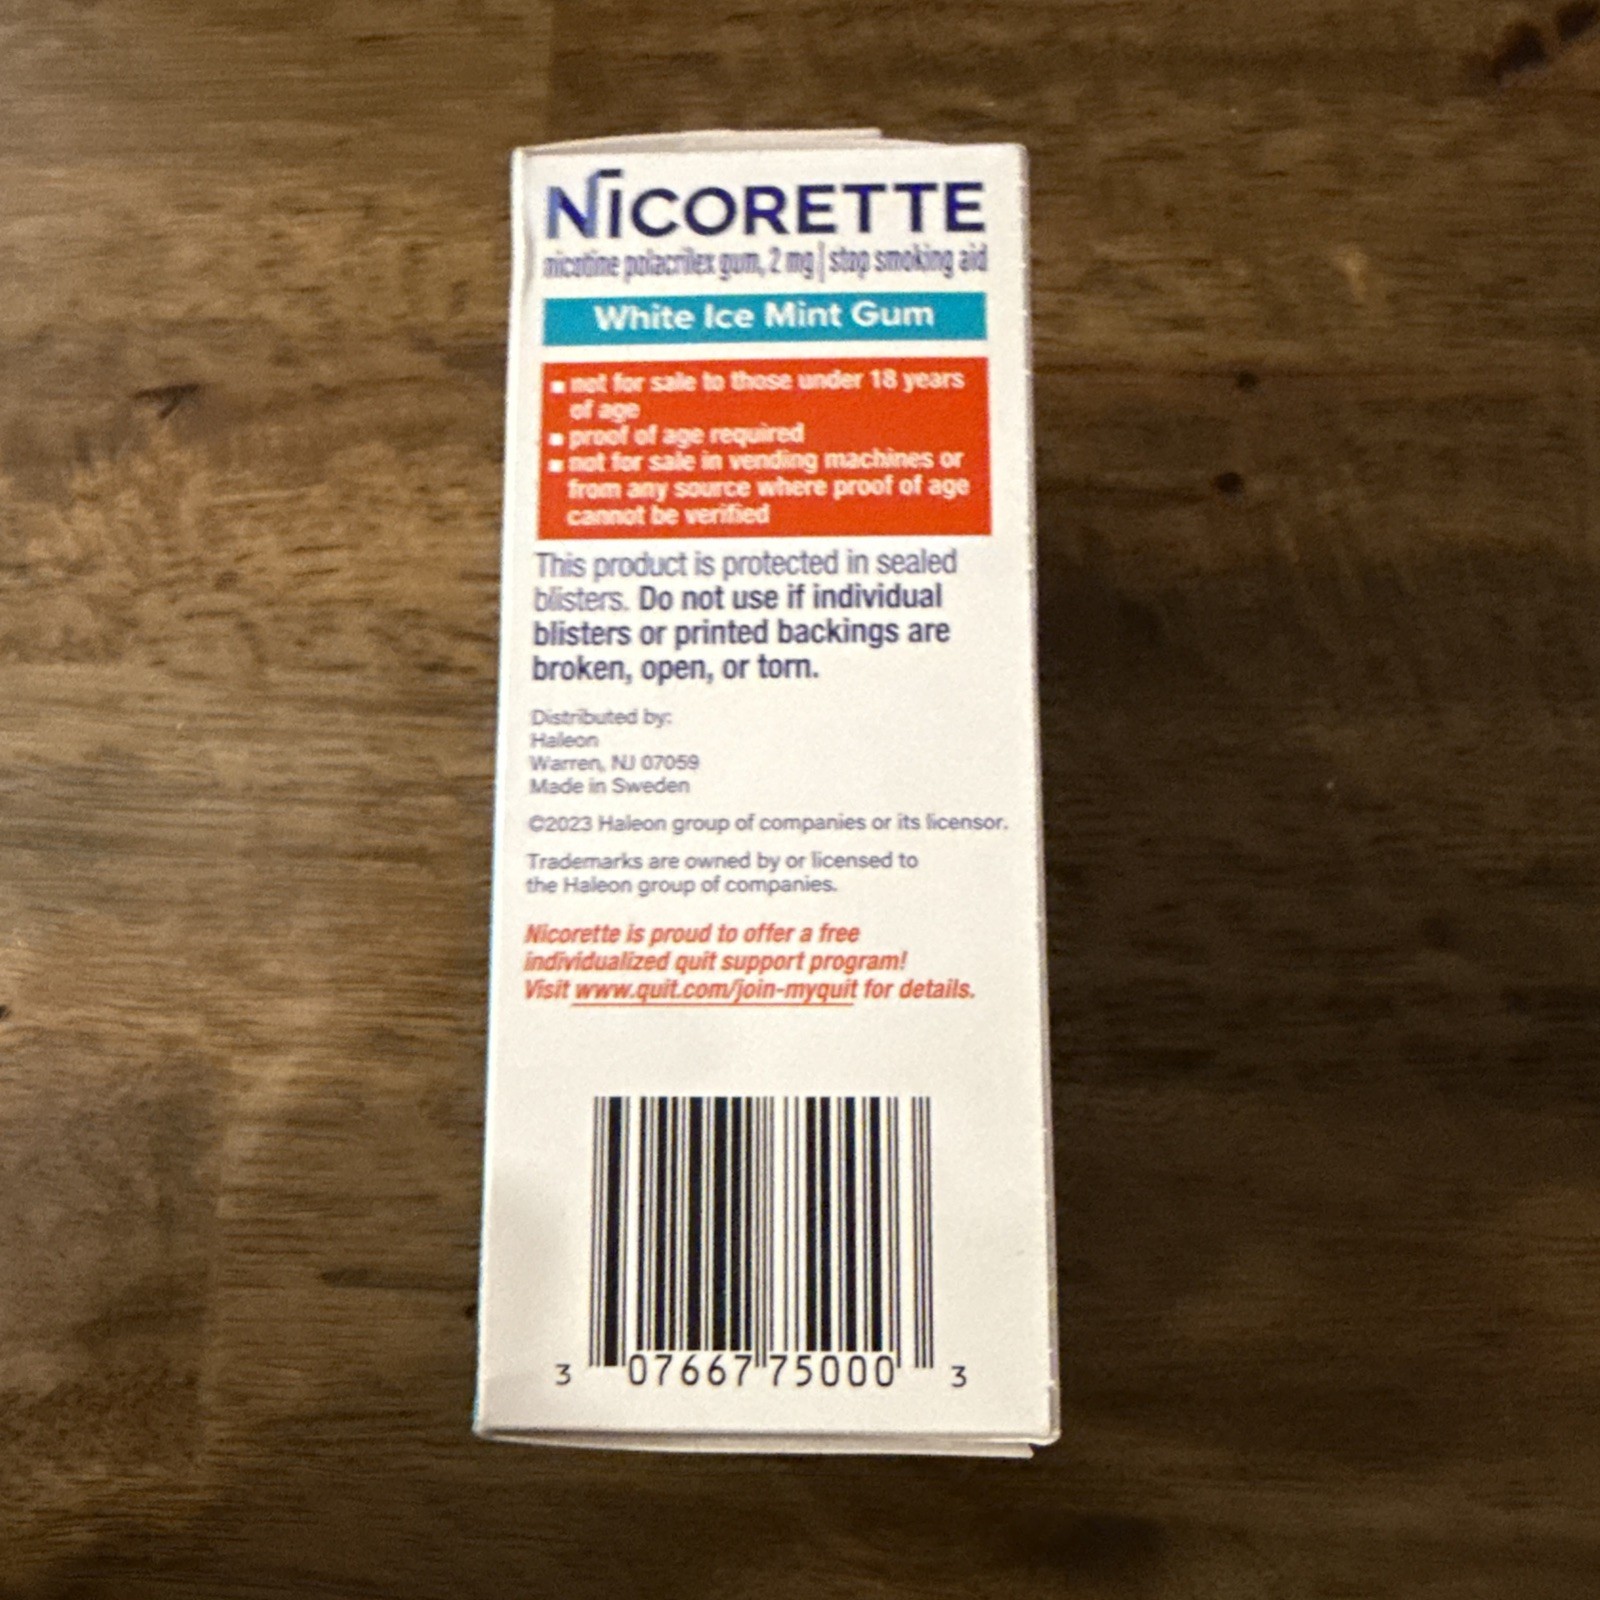 NICORETTE
nicotine polacrilex gum, 2 mg | stop smoking aid
White Ice Mint Gum
▪ not for sale to those under 18 years
of age
▪ proof of age required
▪ not for sale in vending machines or
from any source where proof of age
cannot be verified
This product is protected in sealed
blisters. Do not use if individual
blisters or printed backings are
broken, open, or torn.
Distributed by:
Haleon
Warren, NJ 07059
Made in Sweden
©2023 Haleon group of companies or its licensor.
Trademarks are owned by or licensed to
the Haleon group of companies.
Nicorette is proud to offer a free
individualized quit support program!
Visit www.quit.com/join-myquit for details.
3 07667 75000 3